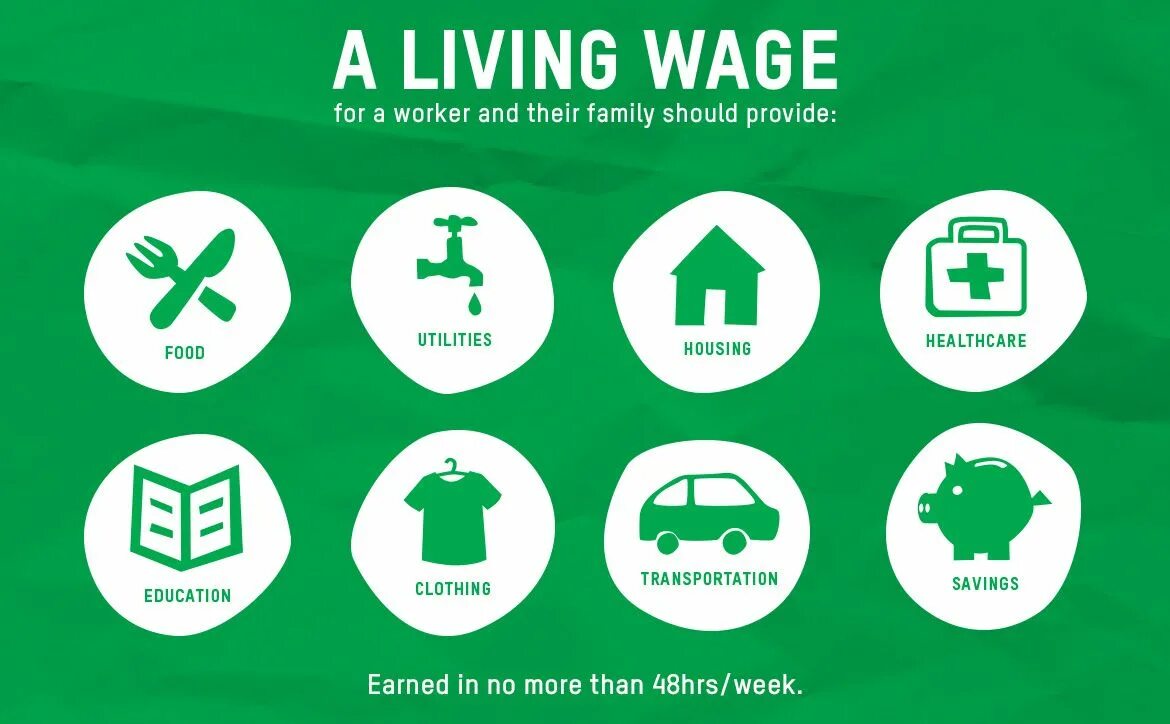 A LIVING WAGE
for a worker and their family should provide:
FOOD
UTILITIES
HOUSING
HEALTHCARE
EDUCATION
CLOTHING
TRANSPORTATION
SAVINGS
Earned in no more than 48hrs/week.